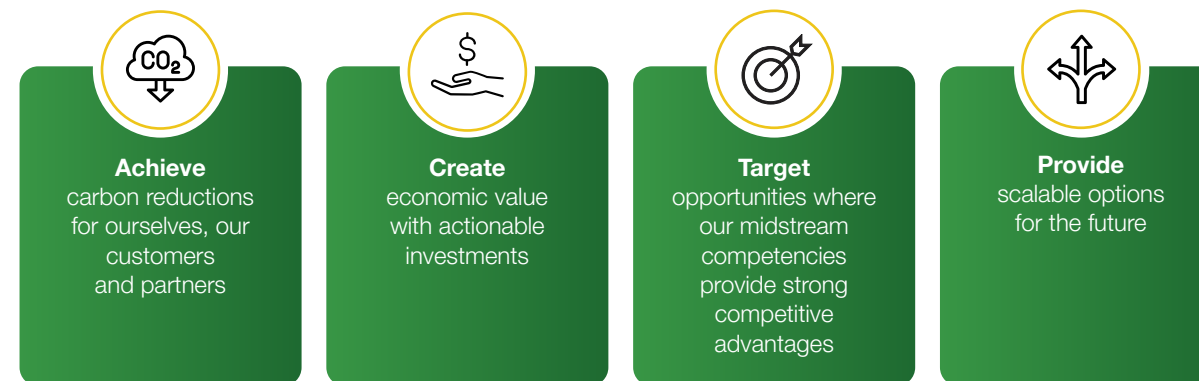 CO₂
$
Achieve
carbon reductions
for ourselves, our
customers
and partners
Create
economic value
with actionable
investments
Target
opportunities where
our midstream
competencies
provide strong
competitive
advantages
Provide
scalable options
for the future